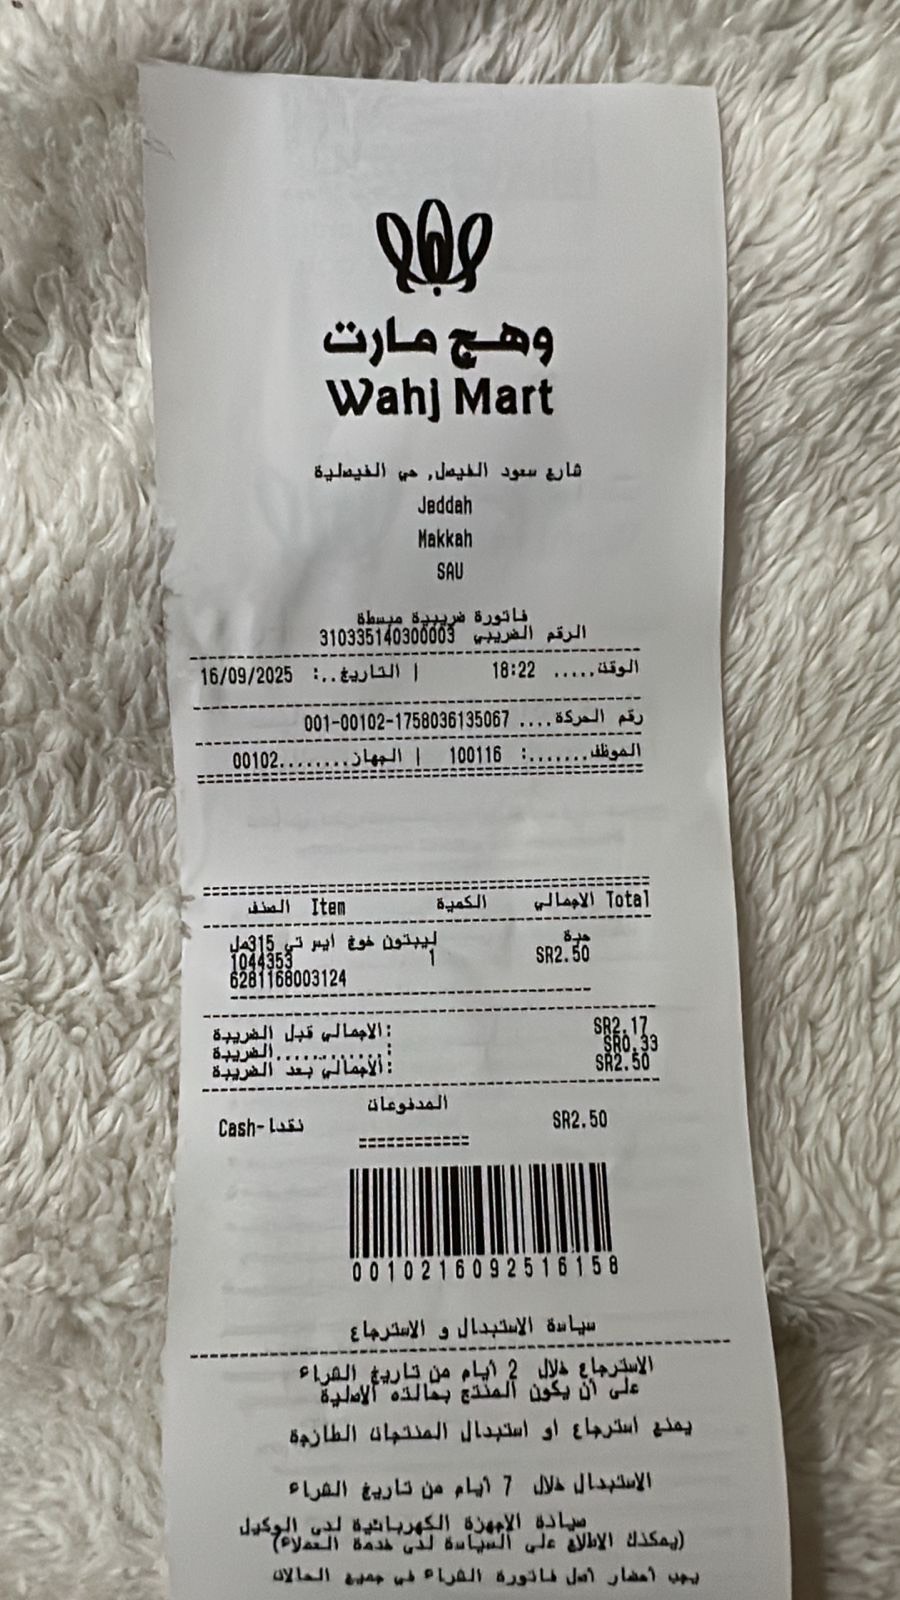 وهج مارت
Wahj Mart
شارع سعود الفيصل, حي الفيصلية
Jeddah
Makkah
SAU
فاتورة ضريبية مبسطة
الرقم الضريبي 310335140300003
الوقت..... 18:22 | التاريخ..: 16/09/2025
رقم الحركة.... 001-00102-1758036135067
الموظف.......: 100116 | الجهاز........00102
الصنف Item الكمية الاجمالي Total
ليبتون خوخ ايس تي 315مل حبة
1044353 1 SR2.50
6281168003124
الاجمالي قبل الضريبة: SR2.17
الضريبة............: SR0.33
الأجمالي بعد الضريبة: SR2.50
المدفوعات
Cash-نقدا SR2.50
0010216092516158
سياسة الاستبدال و الاسترجاع
الاسترجاع خلال 2 أيام من تاريخ الشراء
على أن يكون المنتج بحالته الاصلية
يمنع استرجاع او استبدال المنتجات الطازجة
الاستبدال خلال 7 أيام من تاريخ الشراء
صيانة الاجهزة الكهربائية لدى الوكيل
(يمكنك الاطلاع على السياسة لدى خدمة العملاء)
يجب احضار أصل فاتورة الشراء في جميع الحالات